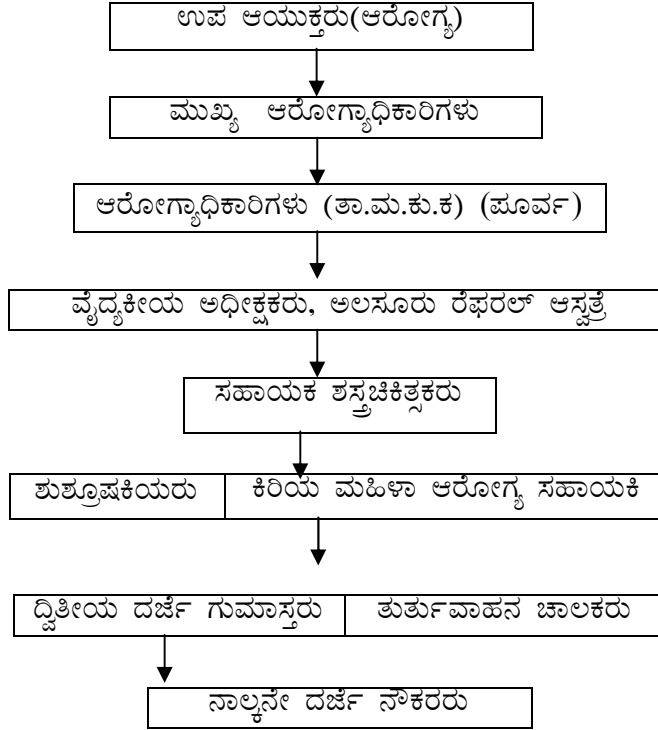 ಉಪ ಆಯುಕ್ತರು(ಆರೋಗ್ಯ)
ಮುಖ್ಯ ಆರೋಗ್ಯಾಧಿಕಾರಿಗಳು
ಆರೋಗ್ಯಾಧಿಕಾರಿಗಳು (ತಾ.ಮ.ಕು.ಕ) (ಪೂರ್ವ)
ವೈದ್ಯಕೀಯ ಅಧೀಕ್ಷಕರು, ಅಲಸೂರು ರೆಫರಲ್ ಆಸ್ವತ್ರೆ
ಸಹಾಯಕ ಶಸ್ತ್ರಚಿಕಿತ್ಸಕರು
ಶುಶ್ರೂಷಕಿಯರು ಕಿರಿಯ ಮಹಿಳಾ ಆರೋಗ್ಯ ಸಹಾಯಕಿ
ದ್ವಿತೀಯ ದರ್ಜೆ ಗುಮಾಸ್ತರು ತುರ್ತುವಾಹನ ಚಾಲಕರು
ನಾಲ್ಕನೇ ದರ್ಜೆ ನೌಕರರು